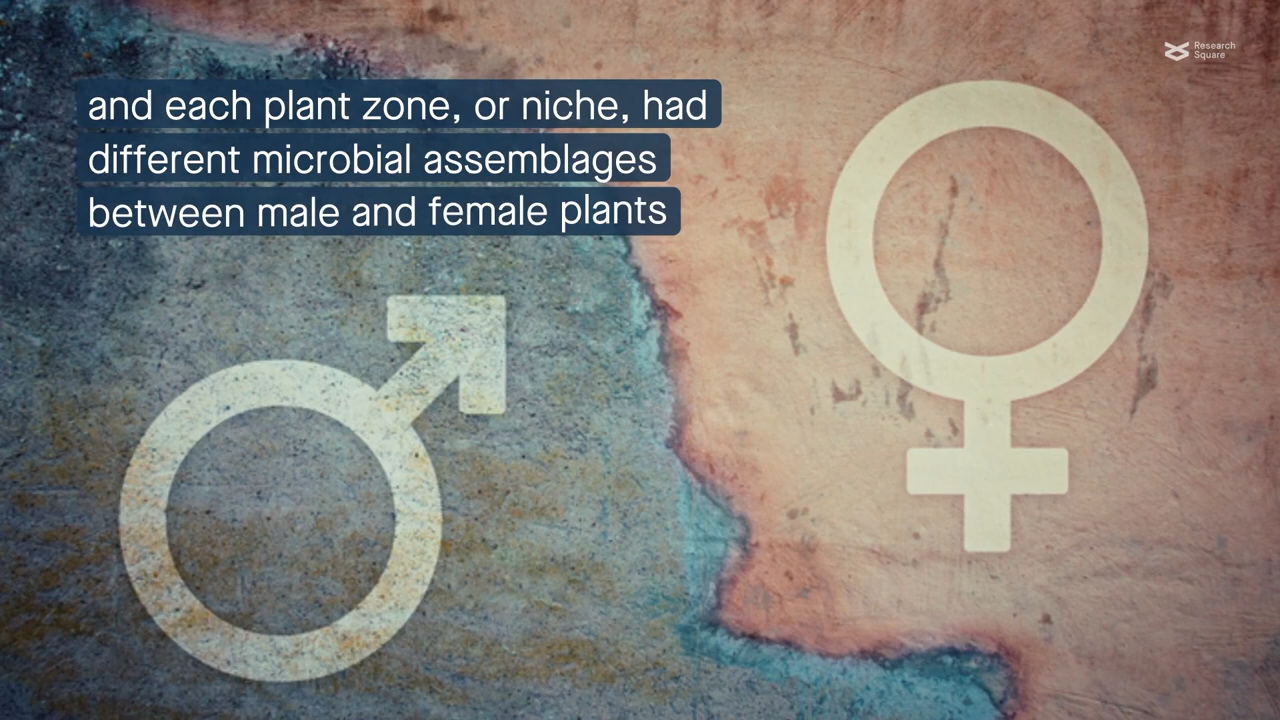 Research
Square
and each plant zone, or niche, had
different microbial assemblages
between male and female plants